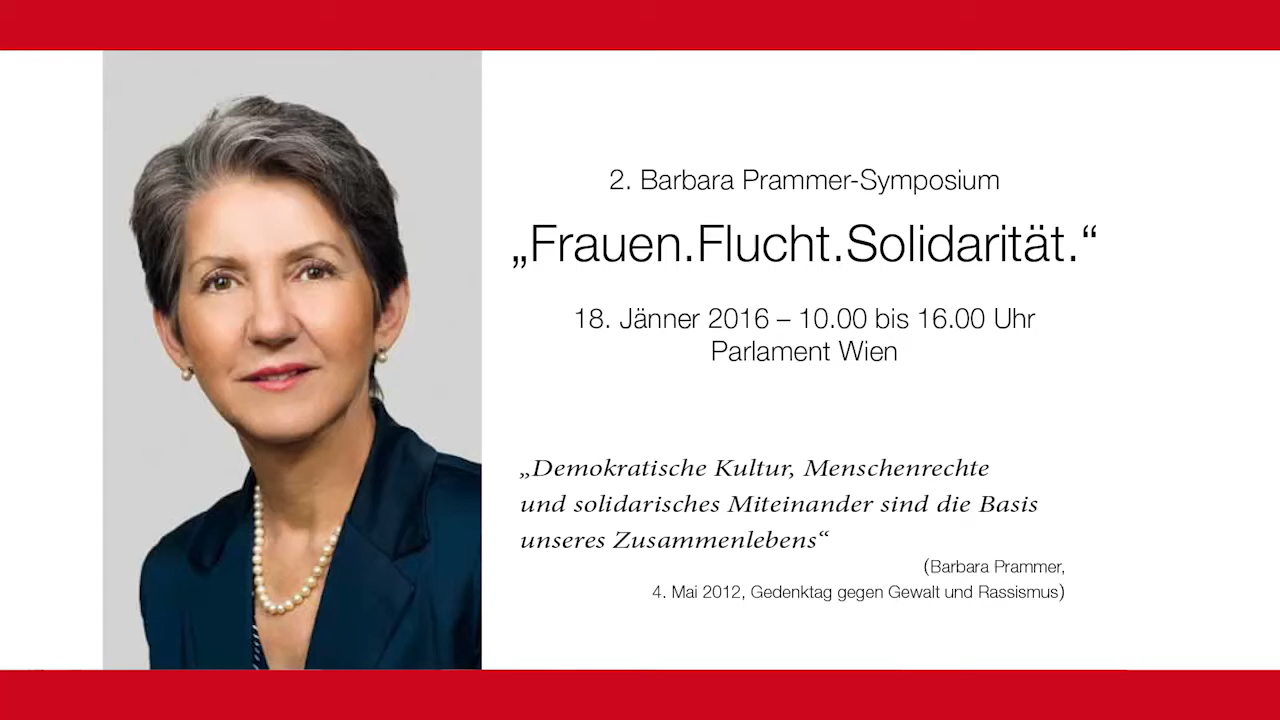 2. Barbara Prammer-Symposium
„Frauen.Flucht.Solidarität.“
18. Jänner 2016 – 10.00 bis 16.00 Uhr
Parlament Wien
„Demokratische Kultur, Menschenrechte
und solidarisches Miteinander sind die Basis
unseres Zusammenlebens“
(Barbara Prammer,
4. Mai 2012, Gedenktag gegen Gewalt und Rassismus)